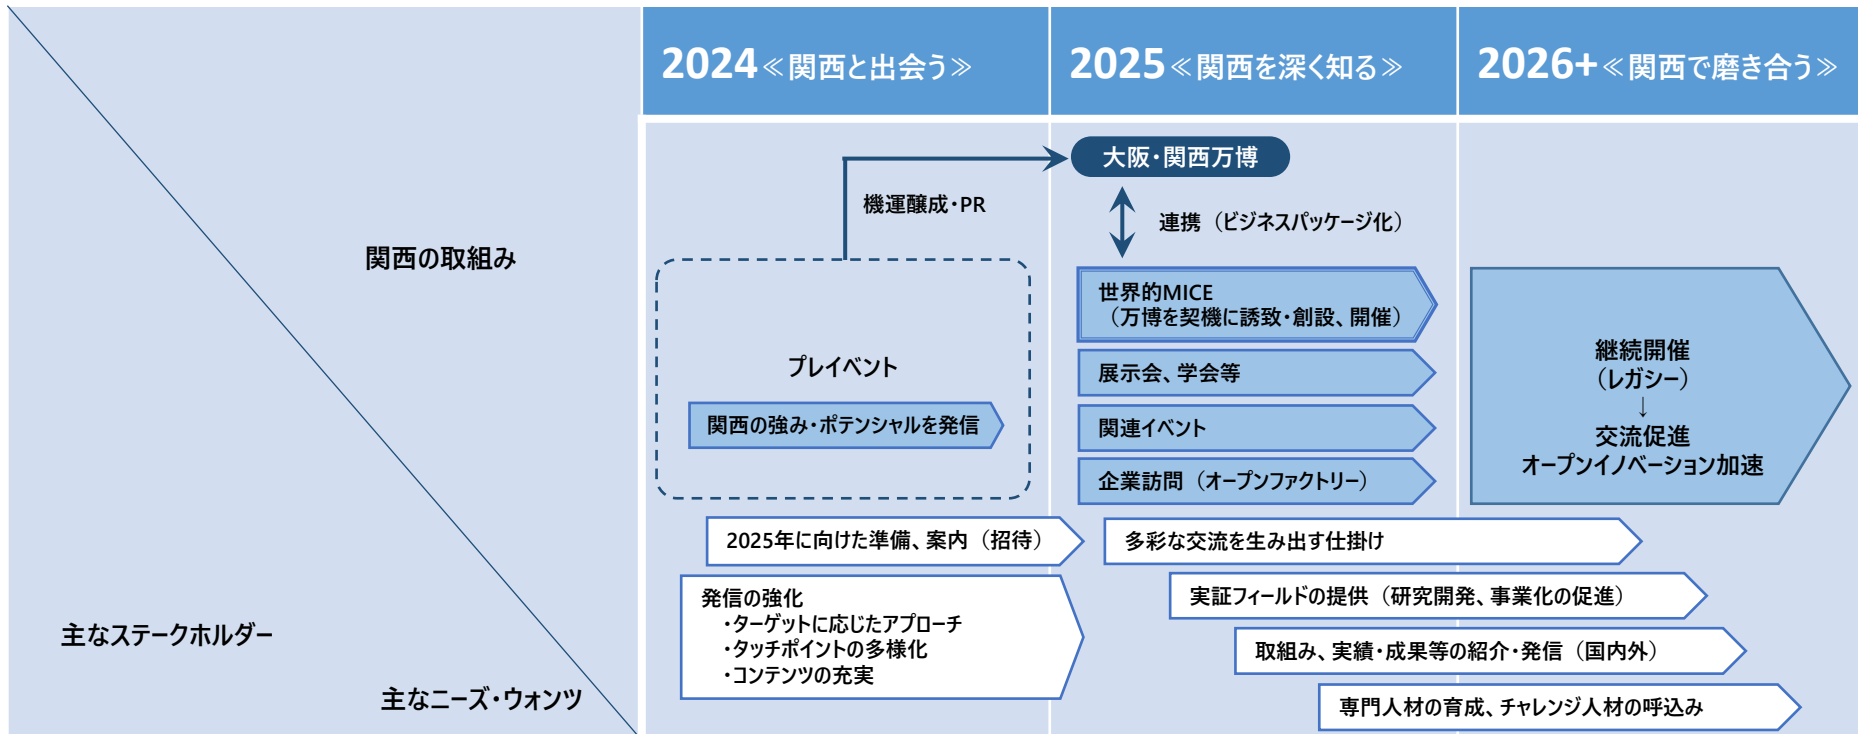 2024≪関西と出会う≫
2025≪関西を深く知る≫
2026+≪関西で磨き合う≫
関西の取組み
主なステークホルダー
主なニーズ・ウォンツ
機運醸成・PR
プレイベント
関西の強み・ポテンシャルを発信
大阪・関西万博
連携（ビジネスパッケージ化）
世界的MICE
（万博を契機に誘致・創設、開催）
展示会、学会等
関連イベント
企業訪問（オープンファクトリー）
継続開催
（レガシー）
↓
交流促進
オープンイノベーション加速
2025年に向けた準備、案内（招待）
発信の強化
・ターゲットに応じたアプローチ
・タッチポイントの多様化
・コンテンツの充実
多彩な交流を生み出す仕掛け
実証フィールドの提供（研究開発、事業化の促進）
取組み、実績・成果等の紹介・発信（国内外）
専門人材の育成、チャレンジ人材の呼込み